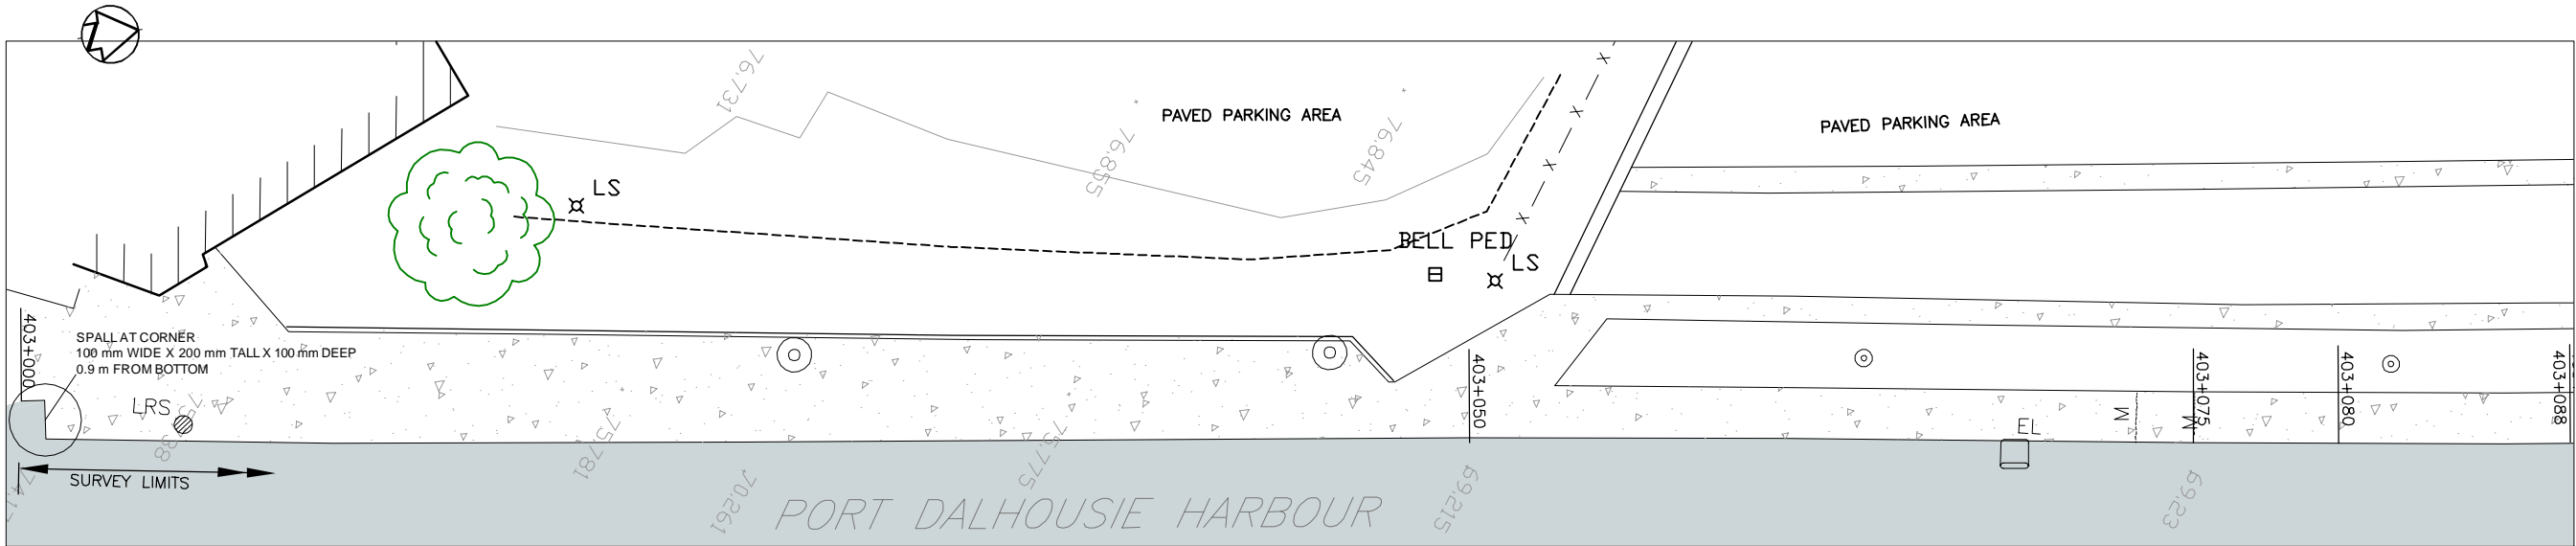 76.731
PAVED PARKING AREA
76.855
76.845
X
X
X
X
PAVED PARKING AREA
LS
BELL PED
LS
403+000
SPALL AT CORNER
100 mm WIDE X 200 mm TALL X 100 mm DEEP
0.9 m FROM BOTTOM
LRS
75.781
75.775
403+050
EL
M
M
403+075
403+080
403+088
SURVEY LIMITS
70.261
PORT DALHOUSIE HARBOUR
69.215
69.23